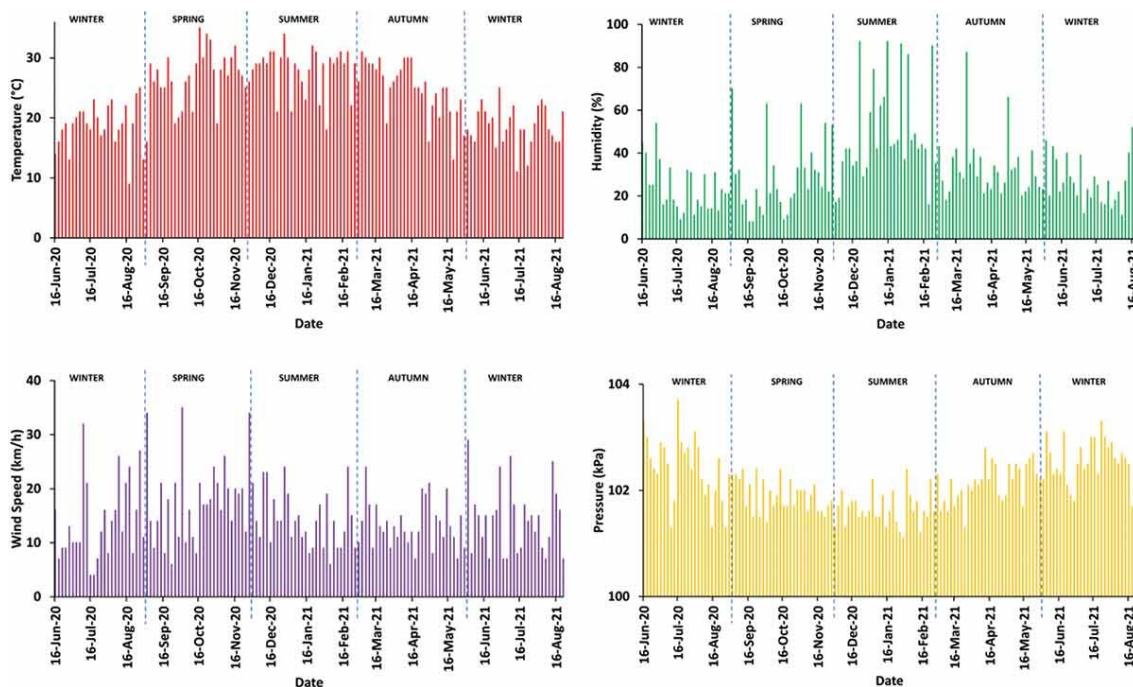 WINTER SPRING SUMMER AUTUMN WINTER
Temperature (°C)
30
20
10
0
16-Jun-20 16-Jul-20 16-Aug-20 16-Sep-20 16-Oct-20 16-Nov-20 16-Dec-20 16-Jan-21 16-Feb-21 16-Mar-21 16-Apr-21 16-May-21 16-Jun-21 16-Jul-21 16-Aug-21
Date
WINTER SPRING SUMMER AUTUMN WINTER
Humidity (%)
100
80
60
40
20
0
16-Jun-20 16-Jul-20 16-Aug-20 16-Sep-20 16-Oct-20 16-Nov-20 16-Dec-20 16-Jan-21 16-Feb-21 16-Mar-21 16-Apr-21 16-May-21 16-Jun-21 16-Jul-21 16-Aug-21
Date
WINTER SPRING SUMMER AUTUMN WINTER
Wind Speed (km/h)
40
30
20
10
0
16-Jun-20 16-Jul-20 16-Aug-20 16-Sep-20 16-Oct-20 16-Nov-20 16-Dec-20 16-Jan-21 16-Feb-21 16-Mar-21 16-Apr-21 16-May-21 16-Jun-21 16-Jul-21 16-Aug-21
Date
WINTER SPRING SUMMER AUTUMN WINTER
Pressure (kPa)
104
102
100
16-Jun-20 16-Jul-20 16-Aug-20 16-Sep-20 16-Oct-20 16-Nov-20 16-Dec-20 16-Jan-21 16-Feb-21 16-Mar-21 16-Apr-21 16-May-21 16-Jun-21 16-Jul-21 16-Aug-21
Date